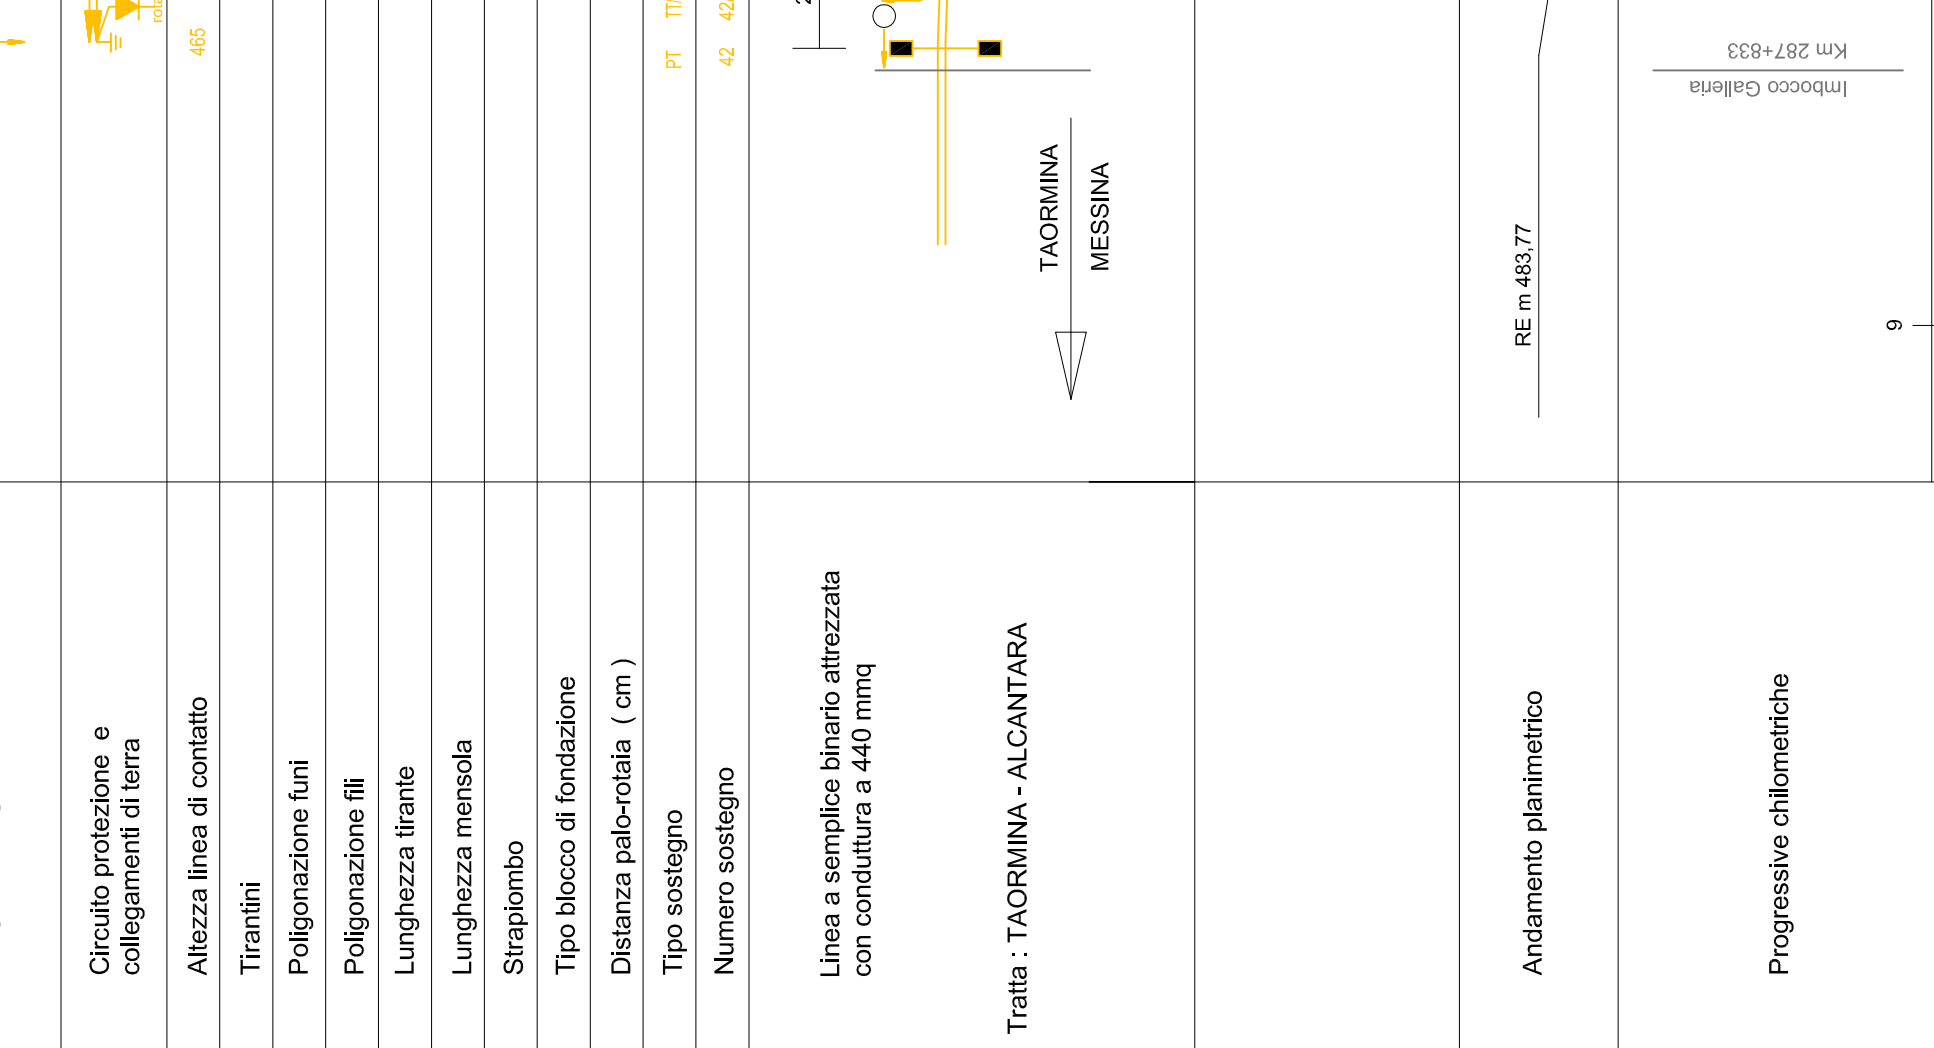 Circuito protezione e
collegamenti di terra
Altezza linea di contatto
465
Tirantini
Poligonazione funi
Poligonazione fili
Lunghezza tirante
Lunghezza mensola
Strapiombo
Tipo blocco di fondazione
Distanza palo-rotaia ( cm )
Tipo sostegno
PT
Numero sostegno
42
Linea a semplice binario attrezzata
con conduttura a 440 mmq
Tratta : TAORMINA - ALCANTARA
TAORMINA
MESSINA
Andamento planimetrico
RE m 483,77
Progressive chilometriche
Imbocco Galleria
Km 287+833
9